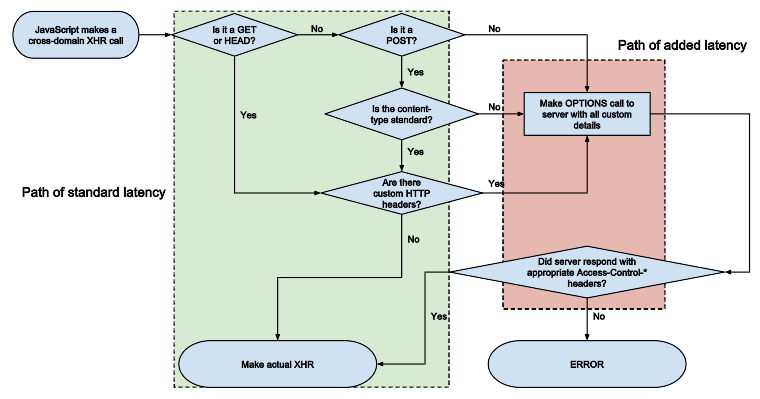 JavaScript makes a
cross-domain XHR call
Is it a GET
or HEAD?
No
Is it a
POST?
No
Path of added latency
Yes
Yes
Is the content-
type standard?
No
Make OPTIONS call to
server with all custom
details
Yes
Path of standard latency
Are there
custom HTTP
headers?
Yes
No
Did server respond with
appropriate Access-Control-*
headers?
Yes
No
Make actual XHR
ERROR